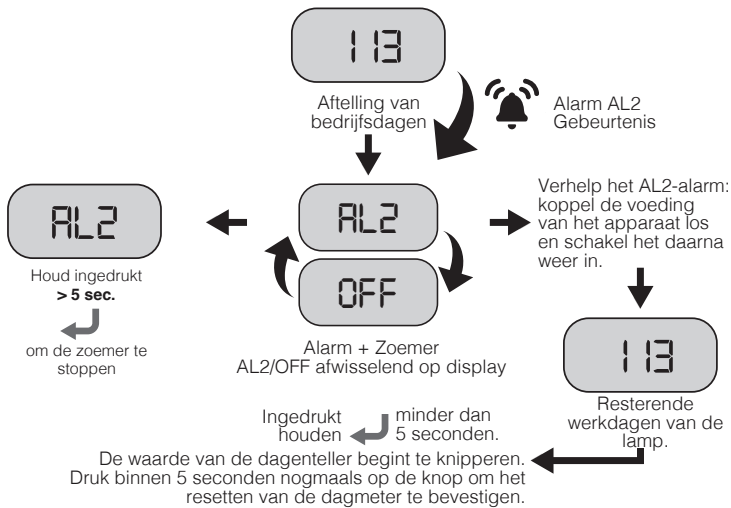 113
Aftelling van
bedrijfsdagen
Alarm AL2
Gebeurtenis
AL2
Houd ingedrukt
> 5 sec.
om de zoemer te
stoppen
AL2
OFF
Alarm + Zoemer
AL2/OFF afwisselend op display
Verhelp het AL2-alarm:
koppel de voeding
van het apparaat los
en schakel het daarna
weer in.
113
Resterende
werkdagen van de
lamp.
Ingedrukt
houden
minder dan
5 seconden.
De waarde van de dagenteller begint te knipperen.
Druk binnen 5 seconden nogmaals op de knop om het
resetten van de dagmeter te bevestigen.